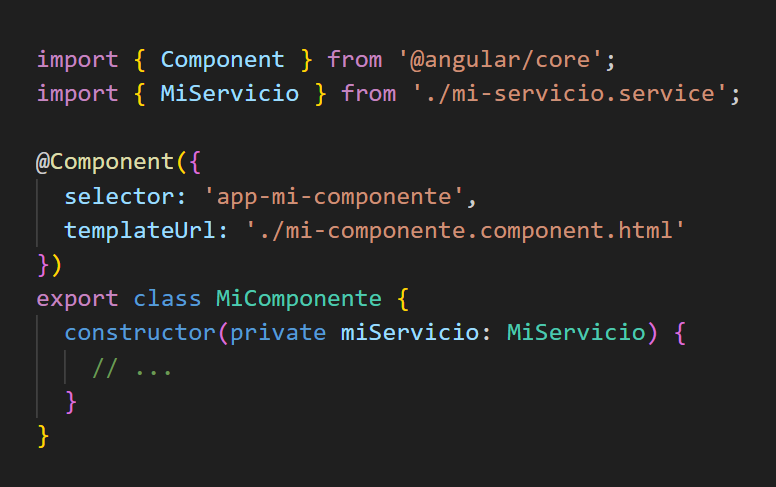 import { Component } from '@angular/core';
import { MiServicio } from './mi-servicio.service';
@Component({
selector: 'app-mi-componente',
templateUrl: './mi-componente.component.html'
})
export class MiComponente {
constructor(private miServicio: MiServicio) {
// ...
}
}